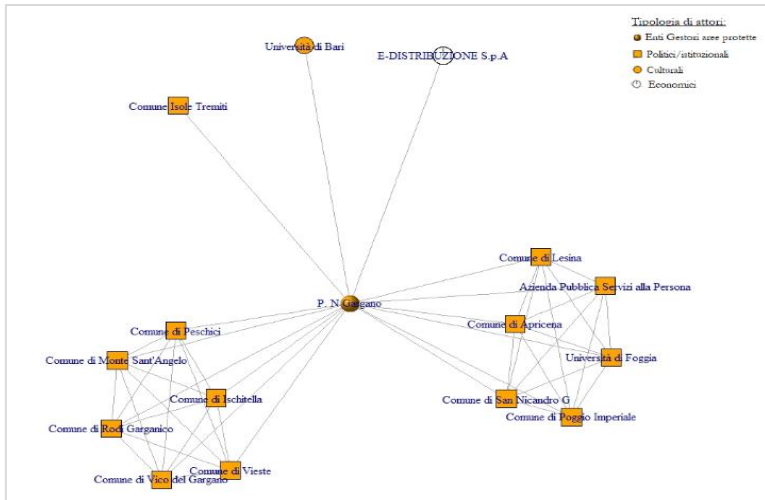 Tipologia di attori:
Enti Gestori aree protette
Politici/istituzionali
Culturali
Economici
Università di Bari
E-DISTRIBUZIONE S.p.A
Comune Isole Tremiti
Comune di Lesina
Azienda Pubblica Servizi alla Persona
P. N Gargano
Comune di Apricena
Comune di Peschici
Università di Foggia
Comune di Monte Sant'Angelo
Comune di Ischitella
Comune di San Nicandro G
Comune di Poggio Imperiale
Comune di Rodi Garganico
Comune di Vieste
Comune di Vico del Gargano